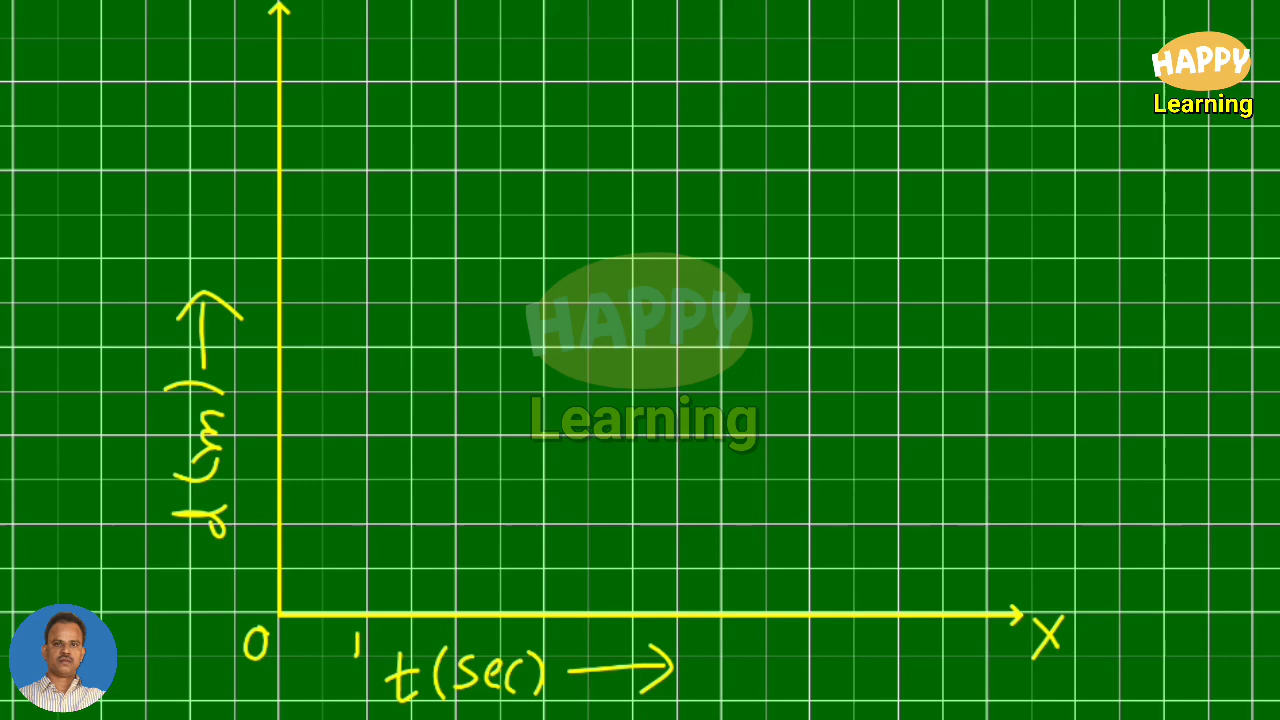 HAPPY
Learning
HAPPY
Learning
d (m) →
0 1
t (sec) →
X